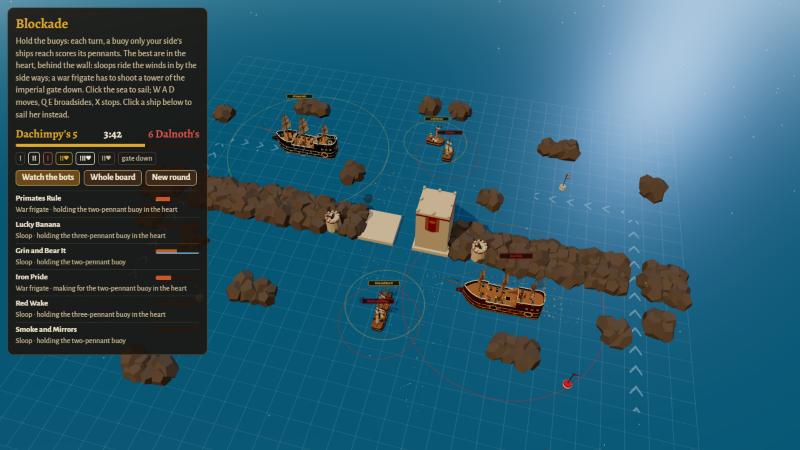 Blockade
Hold the buoys: each turn, a buoy only your side's
ships reach scores its pennants. The best are in the
heart, behind the wall: sloops ride the winds in by the
side ways; a war frigate has to shoot a tower of the
imperial gate down. Click the sea to sail; W A D
moves, Q E broadsides, X stops. Click a ship below to
sail her instead.
Dachimpy's 5 3:42 6 Dalnoth's
I II I II♥ III♥ II♥ gate down
Watch the bots Whole board New round
Primates Rule
War frigate · holding the two-pennant buoy in the heart
Lucky Banana
Sloop · holding the three-pennant buoy in the heart
Grin and Bear It
Sloop · holding the two-pennant buoy
Iron Pride
War frigate · making for the two-pennant buoy in the heart
Red Wake
Sloop · holding the three-pennant buoy in the heart
Smoke and Mirrors
Sloop · holding the two-pennant buoy